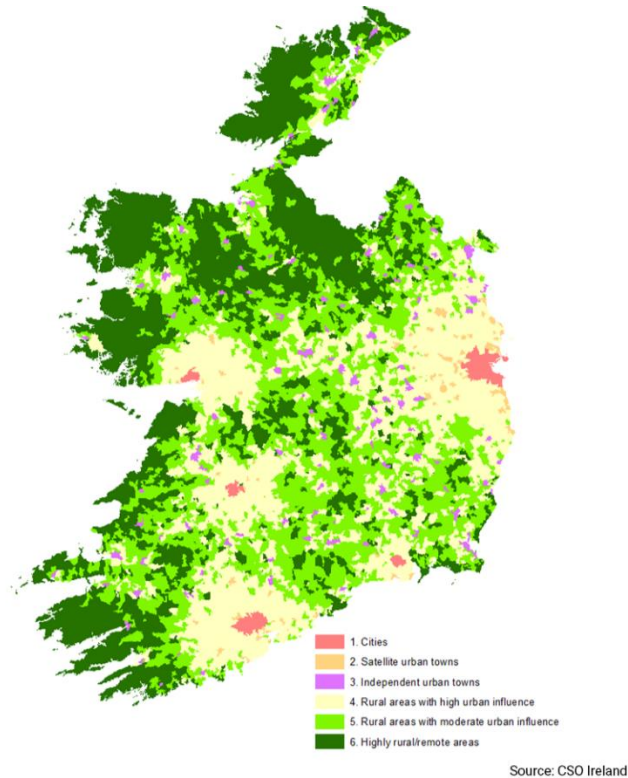 1. Cities
2. Satellite urban towns
3. Independent urban towns
4. Rural areas with high urban influence
5. Rural areas with moderate urban influence
6. Highly rural/remote areas
Source: CSO Ireland